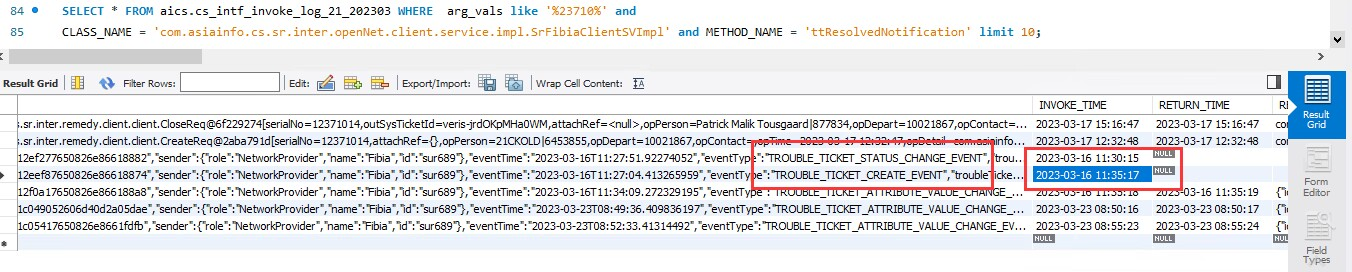 84 SELECT * FROM aics.cs_intf_invoke_log_21_202303 WHERE arg_vals like '%23710%' and
85 CLASS_NAME = 'com.asiainfo.cs.sr.inter.openNet.client.service.impl.SrFibiaClientSVImpl' and METHOD_NAME = 'ttResolvedNotification' limit 10;
Result Grid Filter Rows: Edit: Export/Import: Wrap Cell Content:
INVOKE_TIME RETURN_TIME
s.sr.inter.remedy.client.client.CloseReq@6f229274[serialNo=12371014,outSysTicketId=veris-jrdOKpMHa0WM,attachRef=<null>,opPerson=Patrick Malik Tousgaard|877834,opDepart=10021867,opContact=... 2023-03-17 15:16:47 2023-03-17 15:16:47 con
s.sr.inter.remedy.client.client.CloseReq@2aba791d[serialNo=12371014,attachRef={},opPerson=21CKOLD|6453855,opDepart=10021867,opContact= 2023-03-17 12:32:48 2023-03-17 12:32:48
12ef277650826e86618882","sender":{"role":"NetworkProvider","name":"Fibia","id":"sur689"},"eventTime":"2023-03-16T11:27:51.92274052","eventType":"TROUBLE_TICKET_STATUS_CHANGE_EVENT","trou... 2023-03-16 11:30:15 NULL
12eef87650826e86618874","sender":{"role":"NetworkProvider","name":"Fibia","id":"sur689"},"eventTime":"2023-03-16T11:27:04.413265959","eventType":"TROUBLE_TICKET_CREATE_EVENT","troubleTicke... 2023-03-16 11:35:17 NULL
12f0a17650826e866188a8","sender":{"role":"NetworkProvider","name":"Fibia","id":"sur689"},"eventTime":"2023-03-16T11:34:09.272329195","eventType":"TROUBLE_TICKET_ATTRIBUTE_VALUE_CHANGE_... 2023-03-16 11:35:18 2023-03-16 11:35:19 {"i
1c049052606d40d2a05dae","sender":{"role":"NetworkProvider","name":"Fibia","id":"sur689"},"eventTime":"2023-03-23T08:49:36.409836197","eventType":"TROUBLE_TICKET_ATTRIBUTE_VALUE_CHANGE_... 2023-03-23 08:50:16 2023-03-23 08:50:17 {"i
1c05417650826e8661fdfb","sender":{"role":"NetworkProvider","name":"Fibia","id":"sur689"},"eventTime":"2023-03-23T08:52:33.41314492","eventType":"TROUBLE_TICKET_ATTRIBUTE_VALUE_CHANGE_EV... 2023-03-23 08:55:23 2023-03-23 08:55:24 {"i
NULL NULL NULL
Result
Grid
Form
Editor
Field
Types